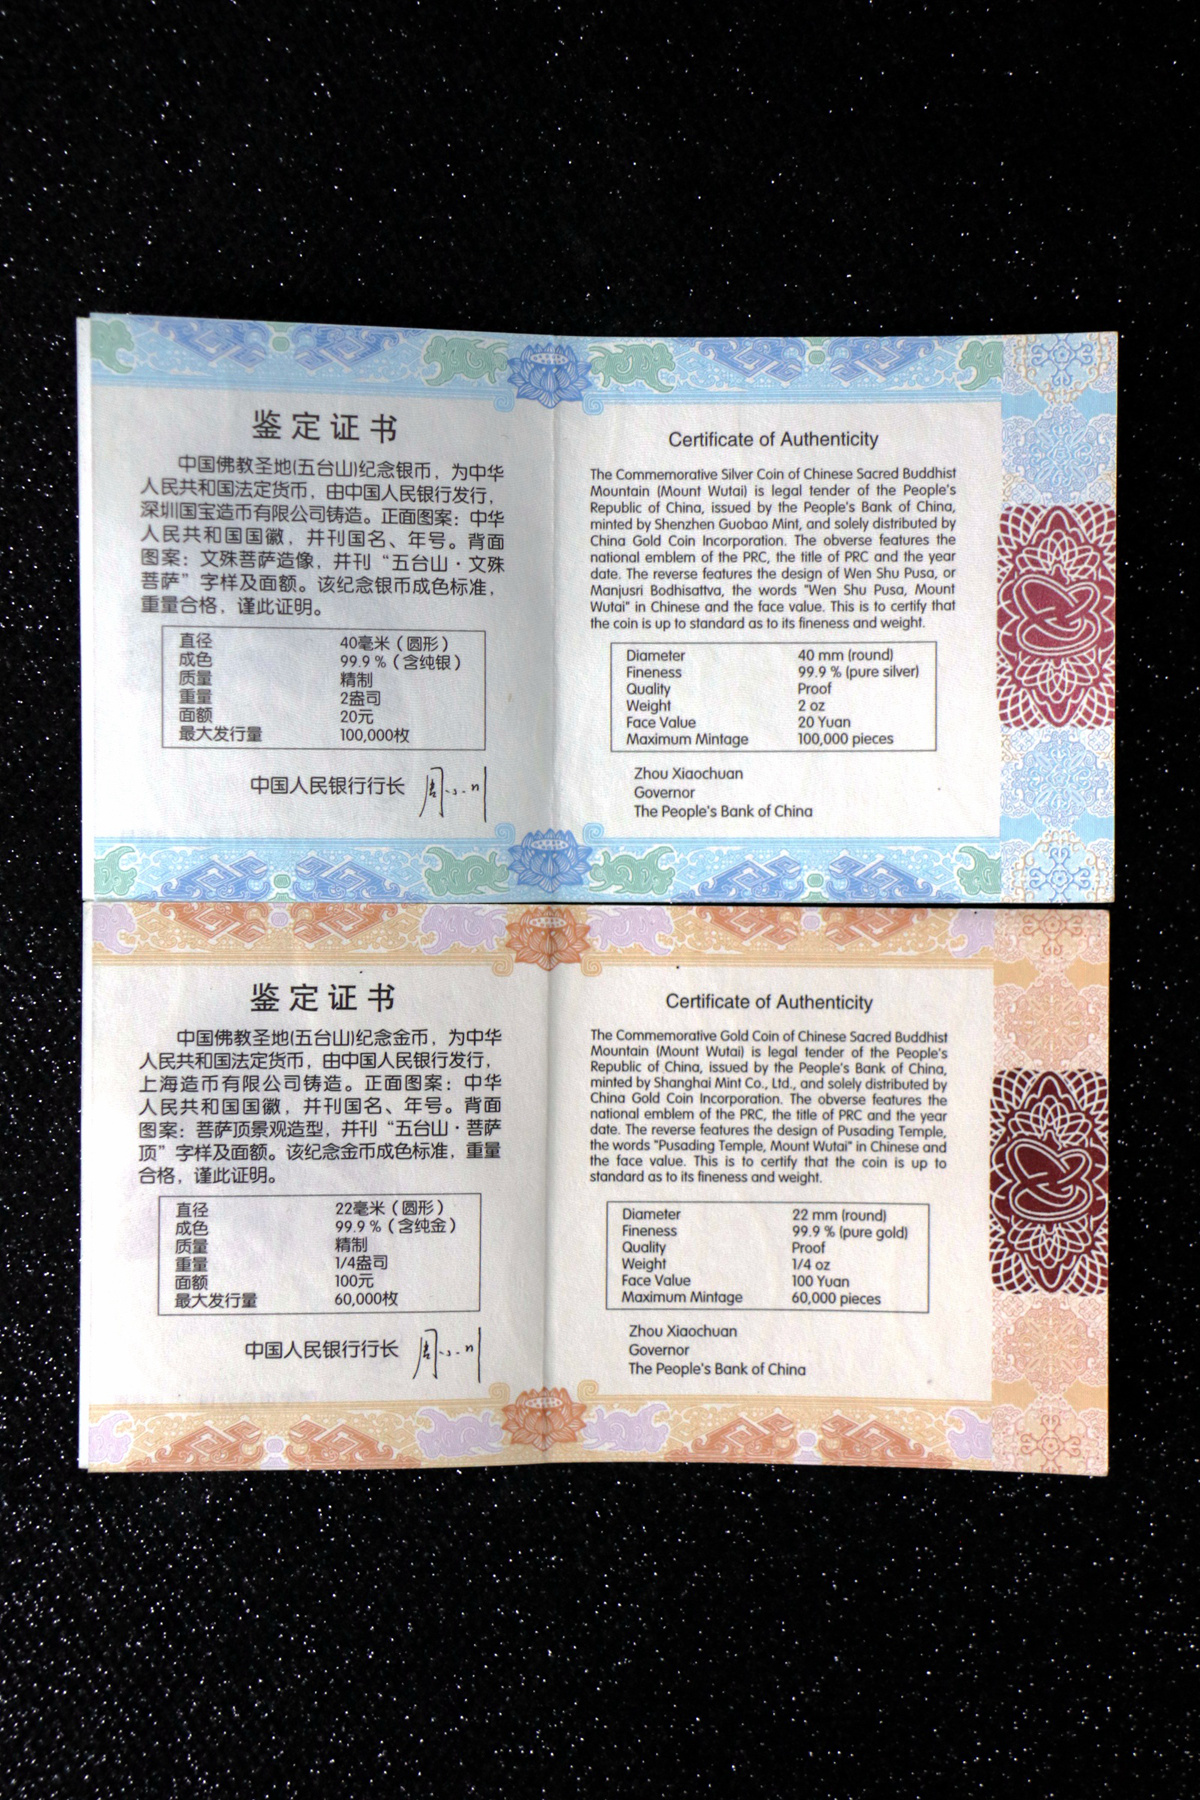 鉴定证书
中国佛教圣地(五台山)纪念银币，为中华
人民共和国法定货币，由中国人民银行发行，
深圳国宝造币有限公司铸造。正面图案：中华
人民共和国国徽，并刊国名、年号。背面
图案：文殊菩萨造像，并刊“五台山·文殊
菩萨”字样及面额。该纪念银币成色标准，
重量合格，谨此证明。
直径 40毫米（圆形）
成色 99.9％（含纯银）
质量 精制
重量 2盎司
面额 20元
最大发行量 100,000枚
中国人民银行行长 周小川
Certificate of Authenticity
The Commemorative Silver Coin of Chinese Sacred Buddhist
Mountain (Mount Wutai) is legal tender of the People's
Republic of China, issued by the People's Bank of China,
minted by Shenzhen Guobao Mint, and solely distributed by
China Gold Coin Incorporation. The obverse features the
national emblem of the PRC, the title of PRC and the year
date. The reverse features the design of Wen Shu Pusa, or
Manjusri Bodhisattva, the words "Wen Shu Pusa, Mount
Wutai" in Chinese and the face value. This is to certify that
the coin is up to standard as to its fineness and weight.
Diameter 40 mm (round)
Fineness 99.9 % (pure silver)
Quality Proof
Weight 2 oz
Face Value 20 Yuan
Maximum Mintage 100,000 pieces
Zhou Xiaochuan
Governor
The People's Bank of China
鉴定证书
中国佛教圣地(五台山)纪念金币，为中华
人民共和国法定货币，由中国人民银行发行，
上海造币有限公司铸造。正面图案：中华
人民共和国国徽，并刊国名、年号。背面
图案：菩萨顶景观造型，并刊“五台山·菩萨
顶”字样及面额。该纪念金币成色标准，重量
合格，谨此证明。
直径 22毫米（圆形）
成色 99.9％（含纯金）
质量 精制
重量 1/4盎司
面额 100元
最大发行量 60,000枚
中国人民银行行长 周小川
Certificate of Authenticity
The Commemorative Gold Coin of Chinese Sacred Buddhist
Mountain (Mount Wutai) is legal tender of the People's
Republic of China, issued by the People's Bank of China,
minted by Shanghai Mint Co., Ltd., and solely distributed by
China Gold Coin Incorporation. The obverse features the
national emblem of the PRC, the title of PRC and the year
date. The reverse features the design of Pusading Temple,
the words "Pusading Temple, Mount Wutai" in Chinese and
the face value. This is to certify that the coin is up to
standard as to its fineness and weight.
Diameter 22 mm (round)
Fineness 99.9 % (pure gold)
Quality Proof
Weight 1/4 oz
Face Value 100 Yuan
Maximum Mintage 60,000 pieces
Zhou Xiaochuan
Governor
The People's Bank of China